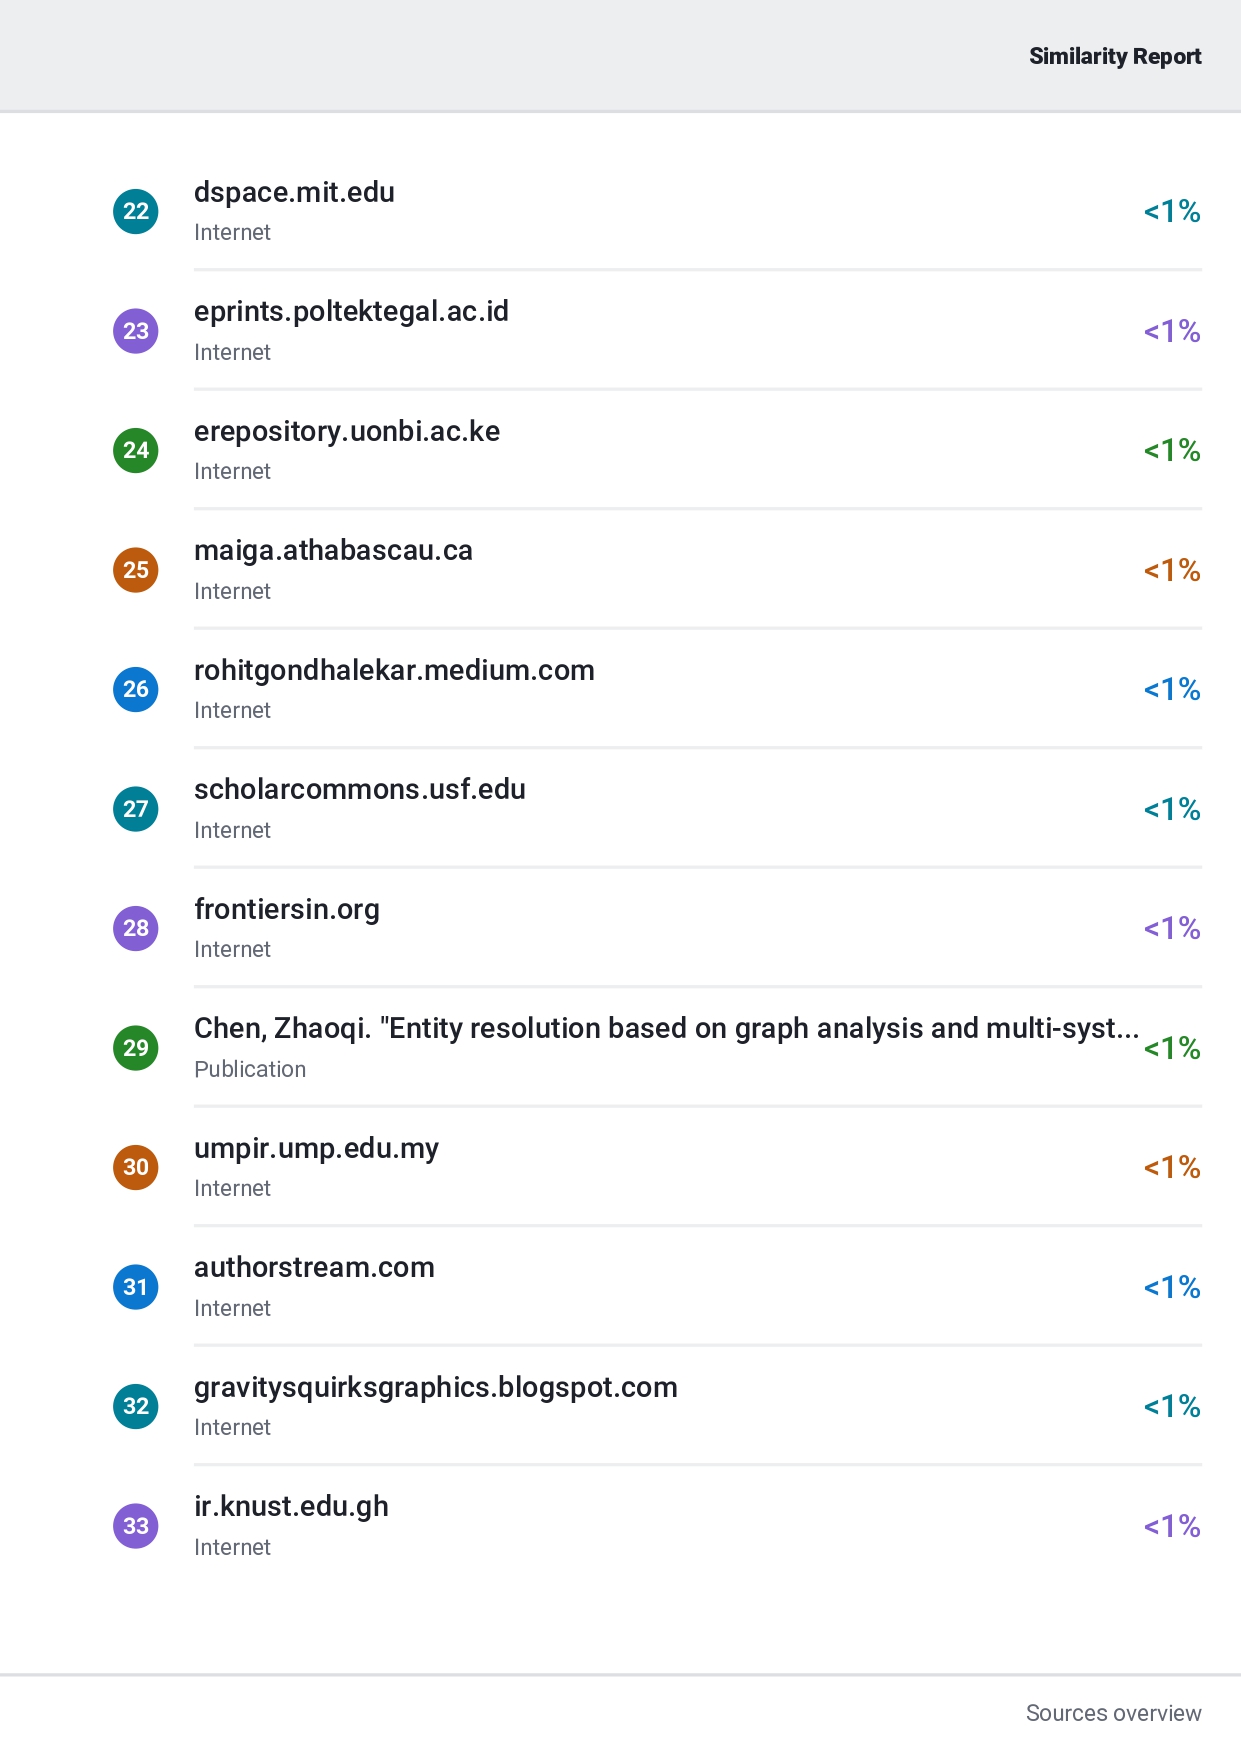 Similarity Report
22
dspace.mit.edu
Internet
<1%
23
eprints.poltektegal.ac.id
Internet
<1%
24
erepository.uonbi.ac.ke
Internet
<1%
25
maiga.athabascau.ca
Internet
<1%
26
rohitgondhalekar.medium.com
Internet
<1%
27
scholarcommons.usf.edu
Internet
<1%
28
frontiersin.org
Internet
<1%
29
Chen, Zhaoqi. "Entity resolution based on graph analysis and multi-syst...
Publication
<1%
30
umpir.ump.edu.my
Internet
<1%
31
authorstream.com
Internet
<1%
32
gravitysquirksgraphics.blogspot.com
Internet
<1%
33
ir.knust.edu.gh
Internet
<1%
Sources overview